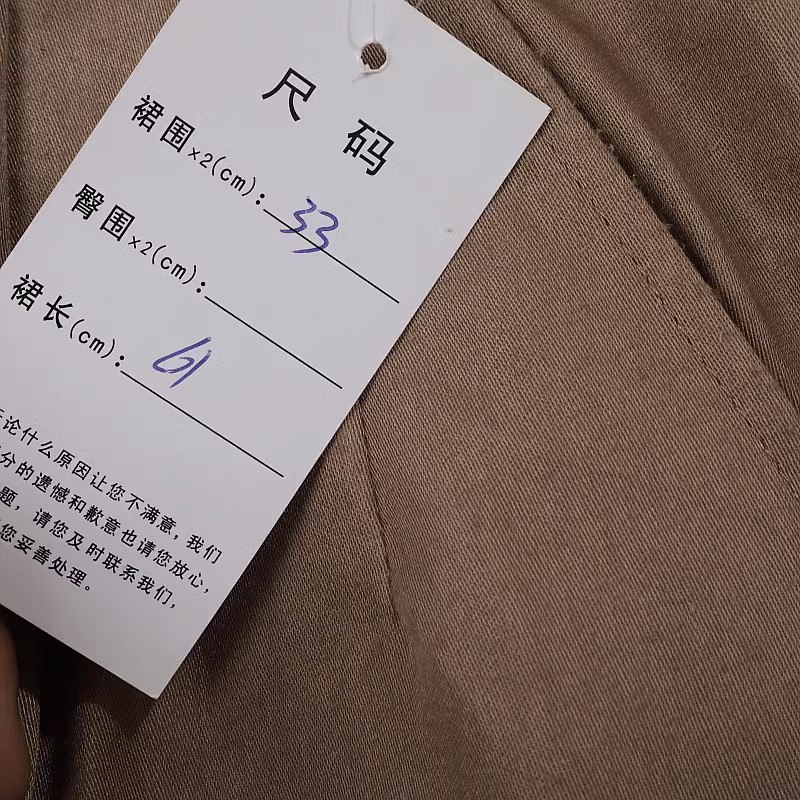 尺码
裙围×2(cm): 33
臀围×2(cm):
裙长(cm): 61
论什么原因让您不满意,我们
分的遗憾和歉意也请您放心,
题,请您及时联系我们,
您妥善处理。